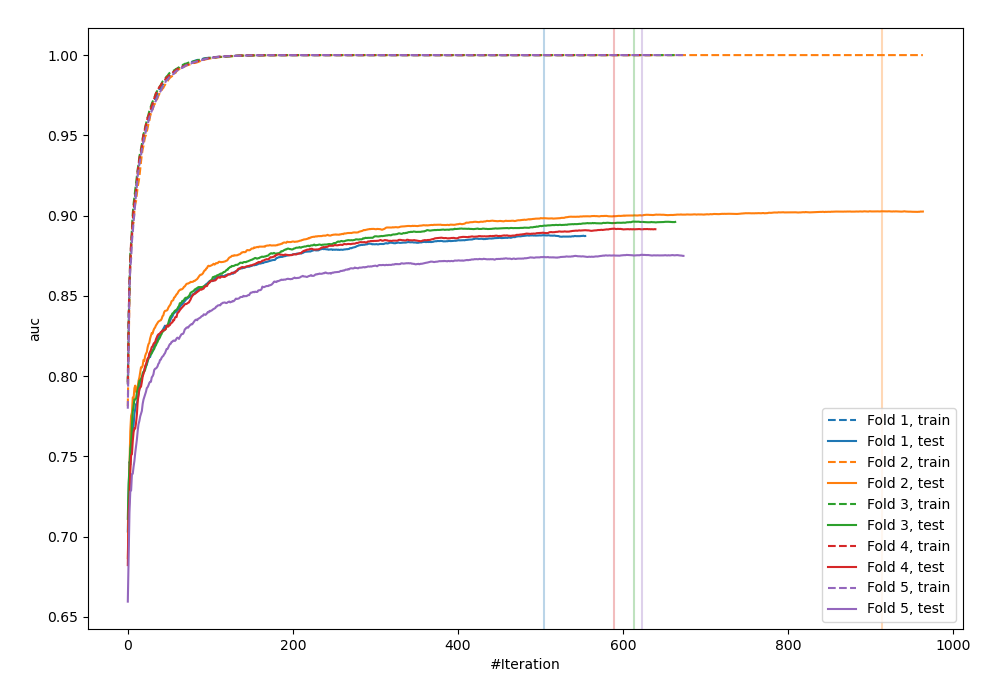 1.00
0.95
0.90
0.85
0.80
0.75
0.70
0.65
auc
0
200
400
600
800
1000
#Iteration
Fold 1, train
Fold 1, test
Fold 2, train
Fold 2, test
Fold 3, train
Fold 3, test
Fold 4, train
Fold 4, test
Fold 5, train
Fold 5, test